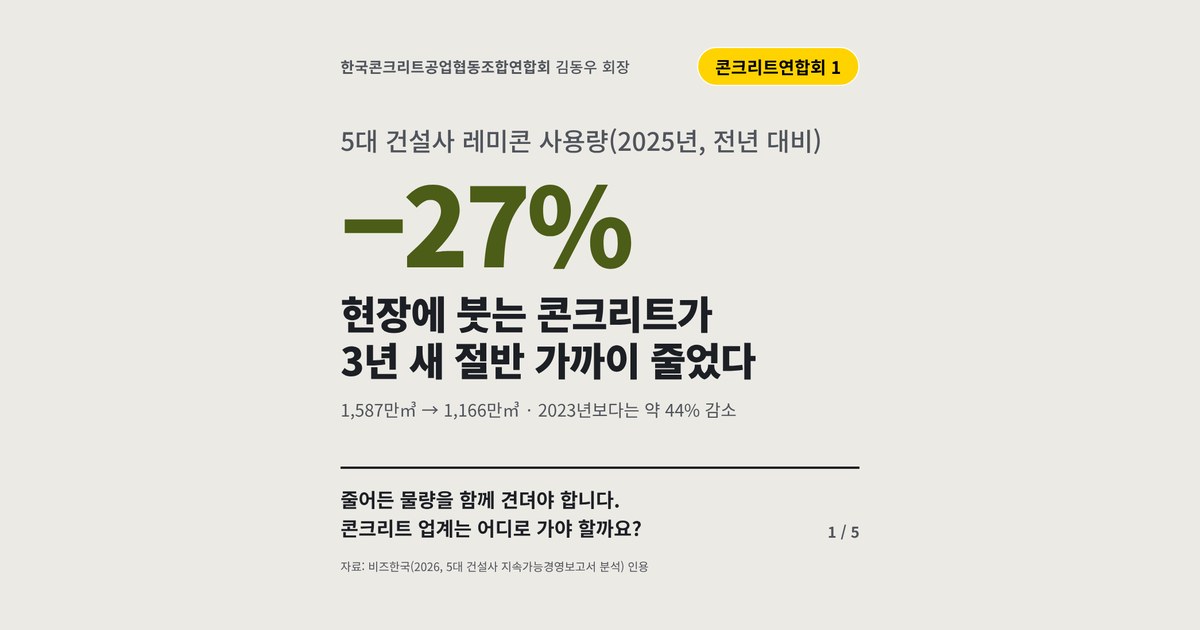 한국콘크리트공업협동조합연합회 김동우 회장
콘크리트연합회 1
5대 건설사 레미콘 사용량(2025년, 전년 대비)
−27%
현장에 붓는 콘크리트가
3년 새 절반 가까이 줄었다
1,587만㎥ → 1,166만㎥ · 2023년보다는 약 44% 감소
줄어든 물량을 함께 견뎌야 합니다.
콘크리트 업계는 어디로 가야 할까요?
1 / 5
자료: 비즈한국(2026, 5대 건설사 지속가능경영보고서 분석) 인용